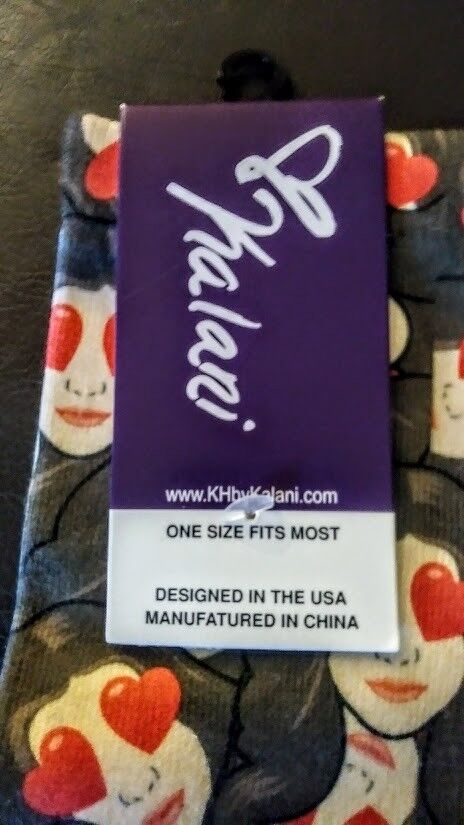 Kalani
www.KHbyKalani.com
ONE SIZE FITS MOST
DESIGNED IN THE USA
MANUFATURED IN CHINA